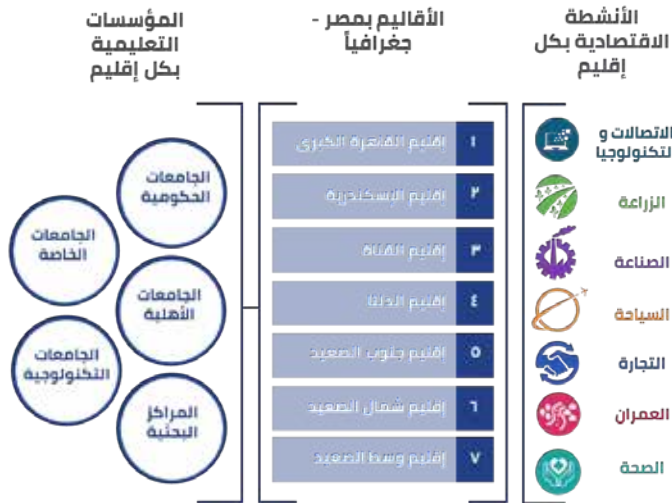 الأنشطة
الاقتصادية بكل
إقليم
الأقاليم بمصر -
جغرافياً
المؤسسات
التعليمية
بكل إقليم
الاتصالات و
لتكنولوجيا
الزراعة
الصناعة
السياحة
التجارة
العمران
الصحة
١ إقليم القاهرة الكبرى
٢ إقليم الإسكندرية
٣ إقليم القناة
٤ إقليم الدلتا
٥ إقليم جنوب الصعيد
٦ إقليم شمال الصعيد
٧ إقليم وسط الصعيد
الجامعات
الحكومية
الجامعات
الخاصة
الجامعات
الأهلية
الجامعات
التكنولوجية
المراكز
البحثية